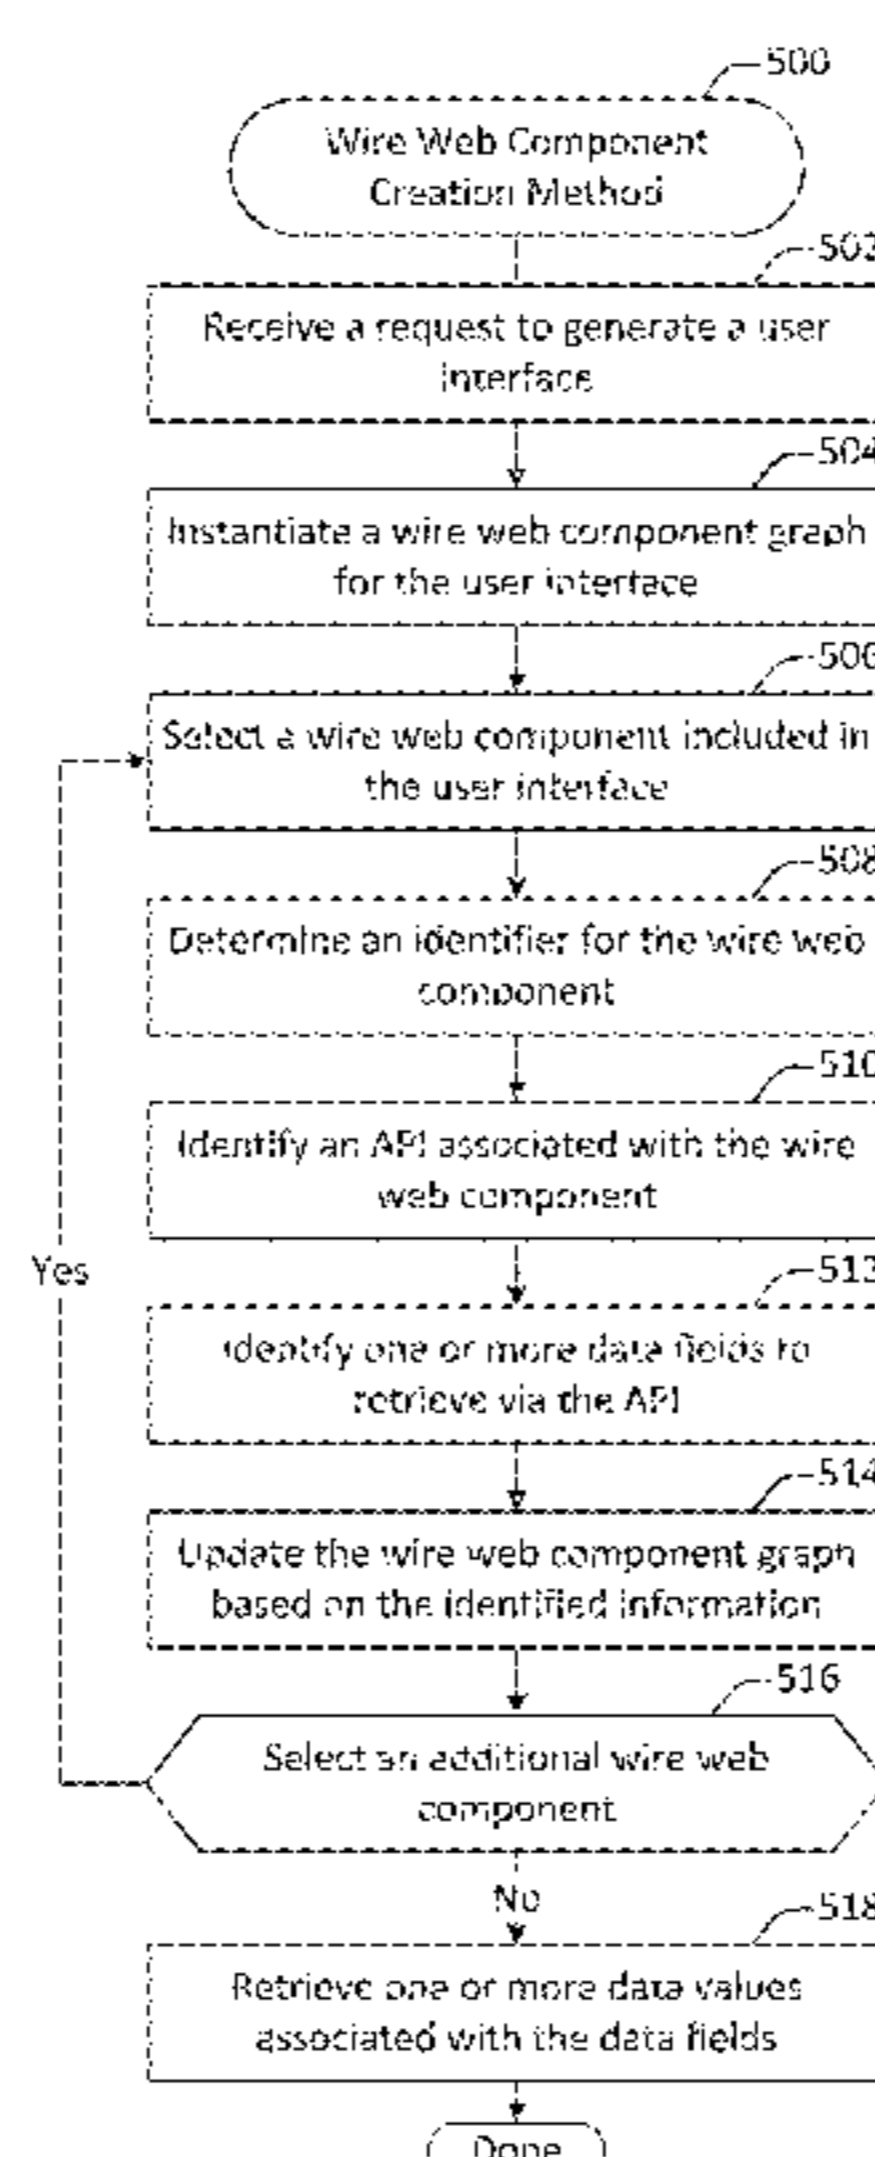 500
Wire Web Component
Creation Method
502
Receive a request to generate a user
interface
504
Instantiate a wire web component graph
for the user interface
506
Select a wire web component included in
the user interface
508
Determine an identifier for the wire web
component
510
Identify an API associated with the wire
web component
Yes
513
Identify one or more data fields to
retrieve via the API
514
Update the wire web component graph
based on the identified information
516
Select an additional wire web
component
No
518
Retrieve one or more data values
associated with the data fields
Done